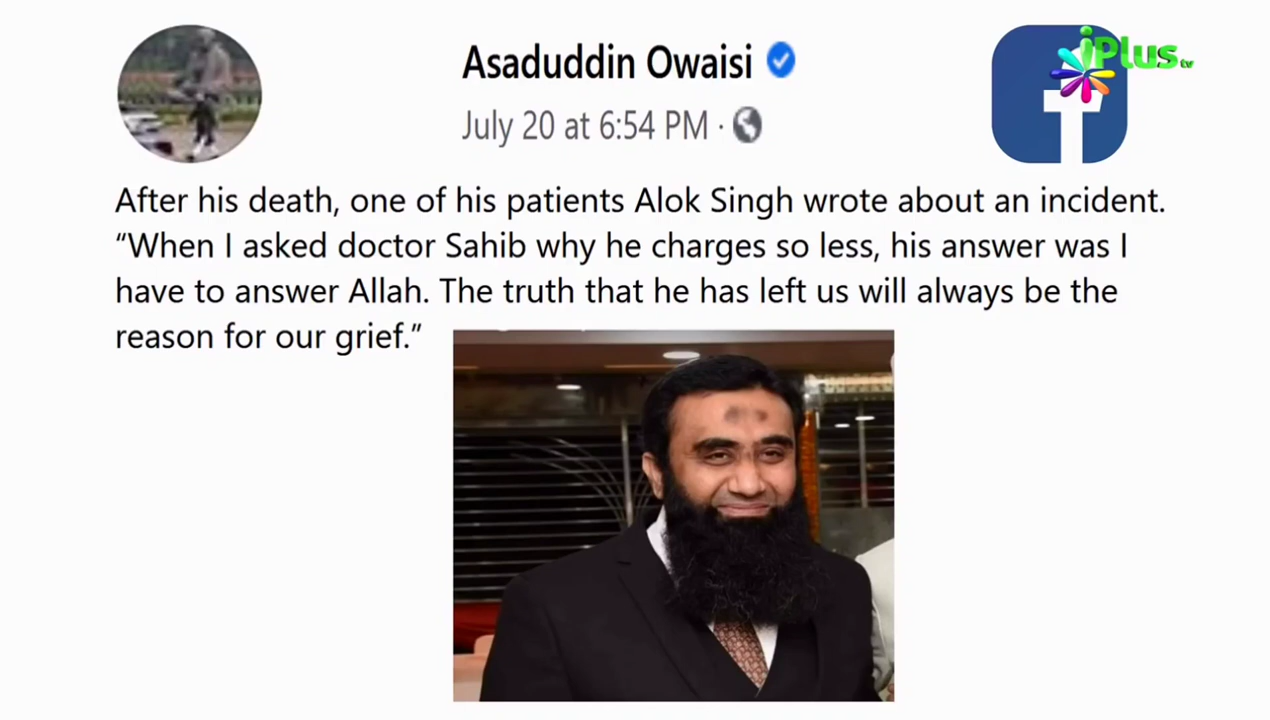 Asaduddin Owaisi
iPlus tv
July 20 at 6:54 PM ·
After his death, one of his patients Alok Singh wrote about an incident.
“When I asked doctor Sahib why he charges so less, his answer was I
have to answer Allah. The truth that he has left us will always be the
reason for our grief.”